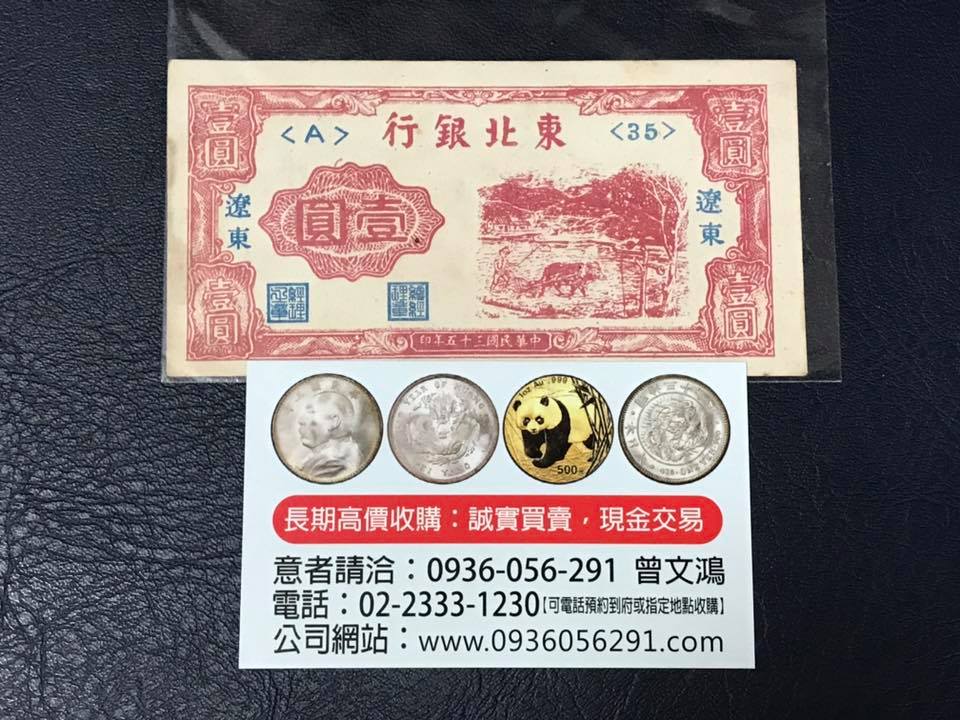 壹圓
壹圓
<A> 行銀北東 <35>
遼東
遼東
圓壹
壹圓
壹圓
印年五十三國民華中
1oz Au .999
500
長期高價收購：誠實買賣，現金交易
意者請洽：0936-056-291 曾文鴻
電話：02-2333-1230【可電話預約到府或指定地點收購】
公司網站：www.0936056291.com